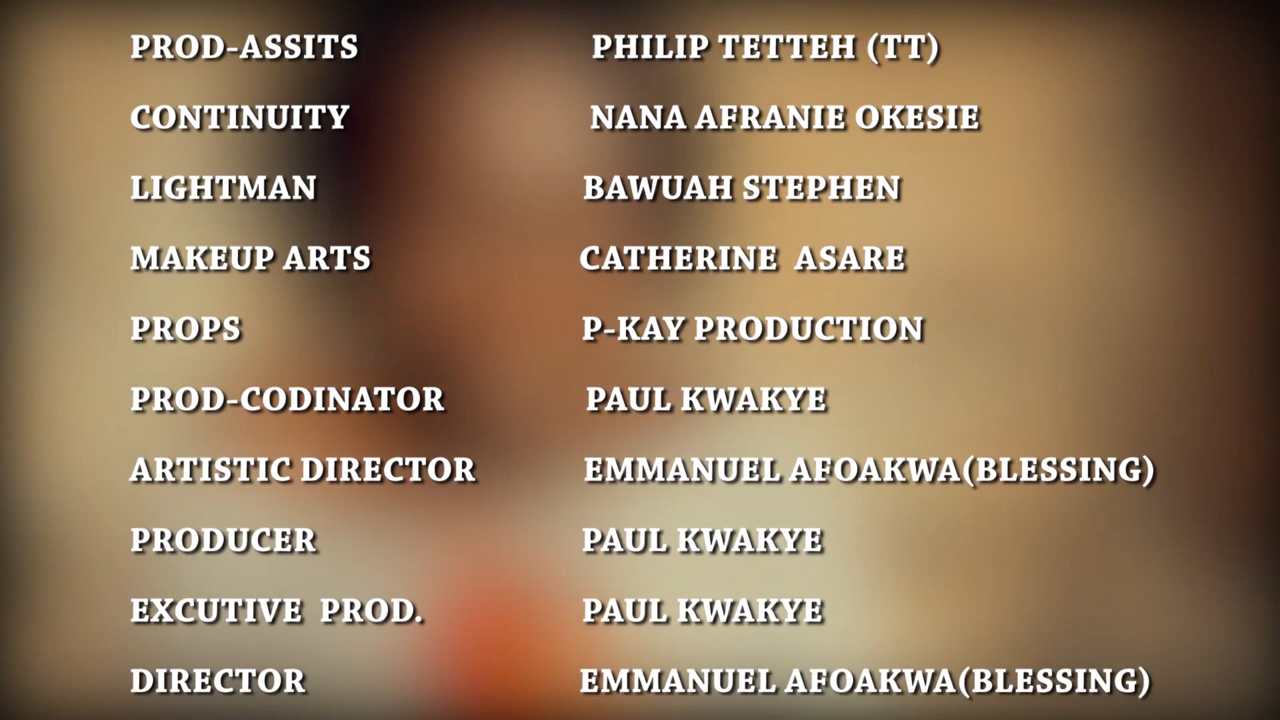 PROD-ASSITS PHILIP TETTEH (TT)
CONTINUITY NANA AFRANIE OKESIE
LIGHTMAN BAWUAH STEPHEN
MAKEUP ARTS CATHERINE ASARE
PROPS P-KAY PRODUCTION
PROD-CODINATOR PAUL KWAKYE
ARTISTIC DIRECTOR EMMANUEL AFOAKWA(BLESSING)
PRODUCER PAUL KWAKYE
EXCUTIVE PROD. PAUL KWAKYE
DIRECTOR EMMANUEL AFOAKWA(BLESSING)